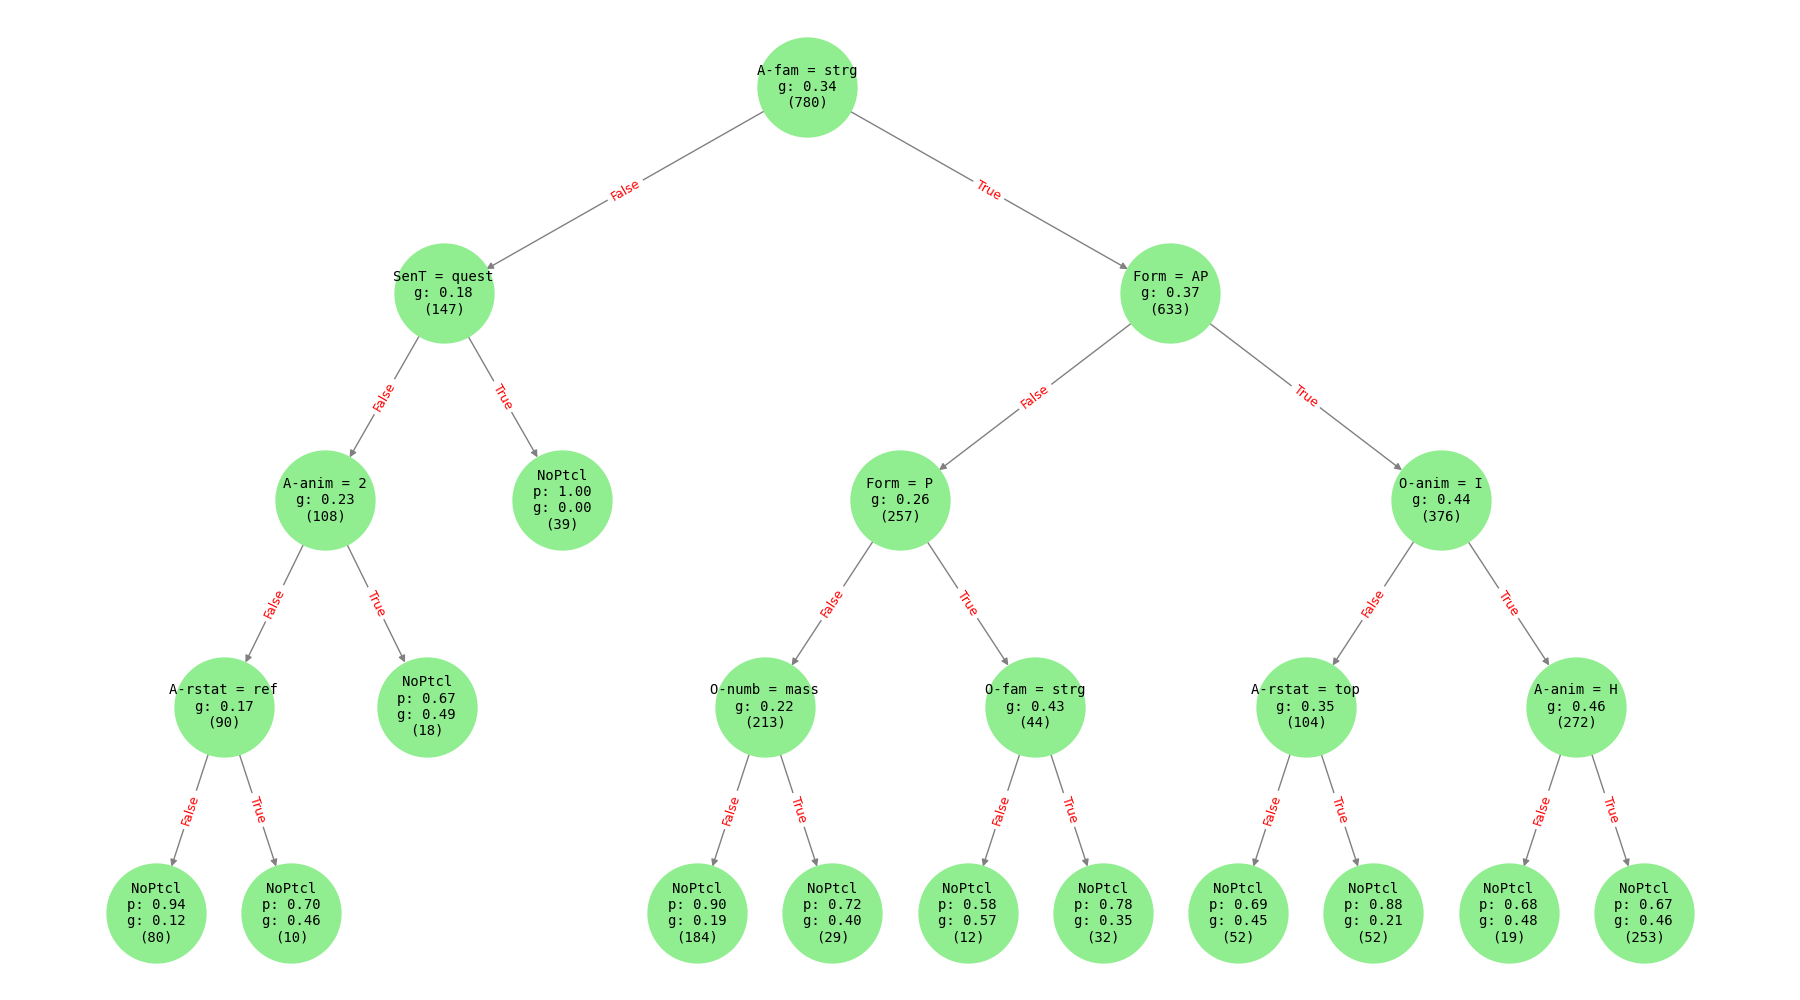 A-fam = strg
g: 0.34
(780)
False
True
SenT = quest
g: 0.18
(147)
Form = AP
g: 0.37
(633)
False
True
False
True
A-anim = 2
g: 0.23
(108)
NoPtcl
p: 1.00
g: 0.00
(39)
Form = P
g: 0.26
(257)
O-anim = I
g: 0.44
(376)
False
True
False
True
False
True
A-rstat = ref
g: 0.17
(90)
NoPtcl
p: 0.67
g: 0.49
(18)
O-numb = mass
g: 0.22
(213)
O-fam = strg
g: 0.43
(44)
A-rstat = top
g: 0.35
(104)
A-anim = H
g: 0.46
(272)
False
True
False
True
False
True
False
True
False
True
NoPtcl
p: 0.94
g: 0.12
(80)
NoPtcl
p: 0.70
g: 0.46
(10)
NoPtcl
p: 0.90
g: 0.19
(184)
NoPtcl
p: 0.72
g: 0.40
(29)
NoPtcl
p: 0.58
g: 0.57
(12)
NoPtcl
p: 0.78
g: 0.35
(32)
NoPtcl
p: 0.69
g: 0.45
(52)
NoPtcl
p: 0.88
g: 0.21
(52)
NoPtcl
p: 0.68
g: 0.48
(19)
NoPtcl
p: 0.67
g: 0.46
(253)